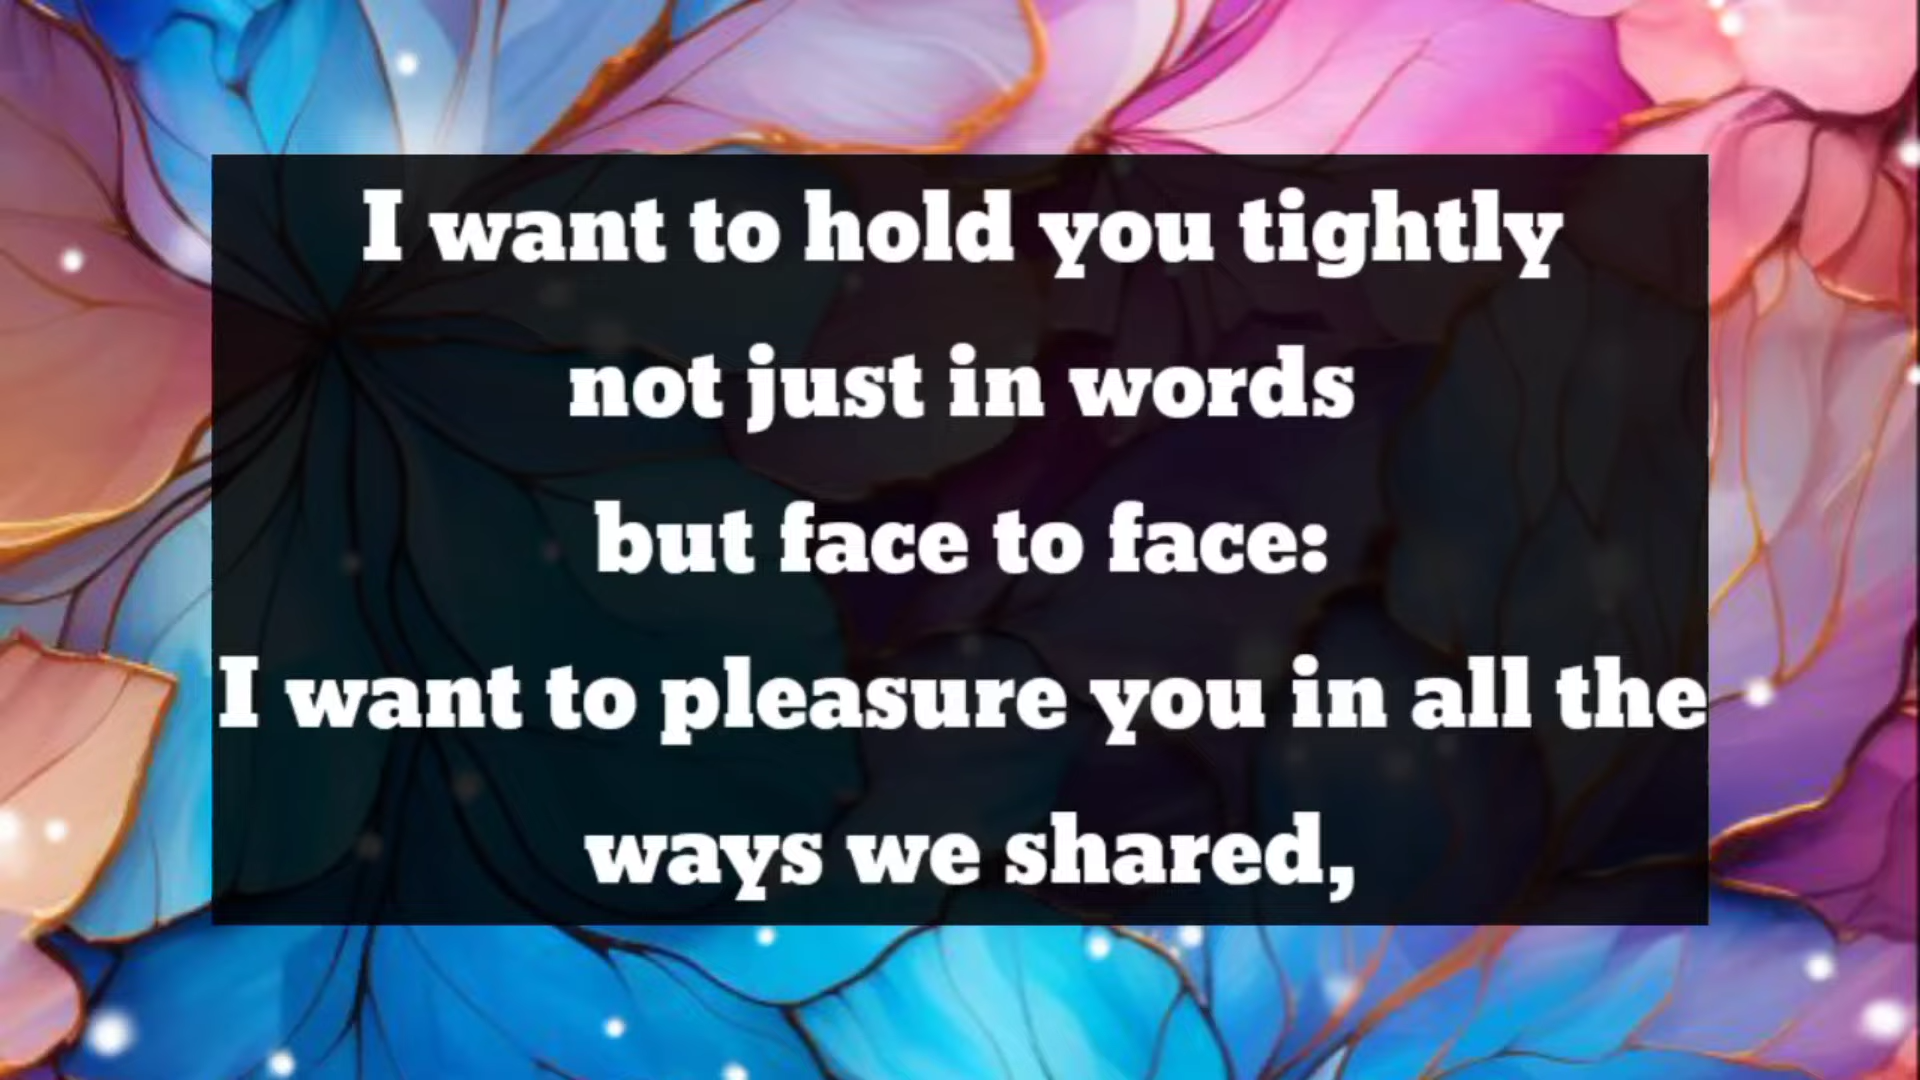 I want to hold you tightly
not just in words
but face to face:
I want to pleasure you in all the
ways we shared,